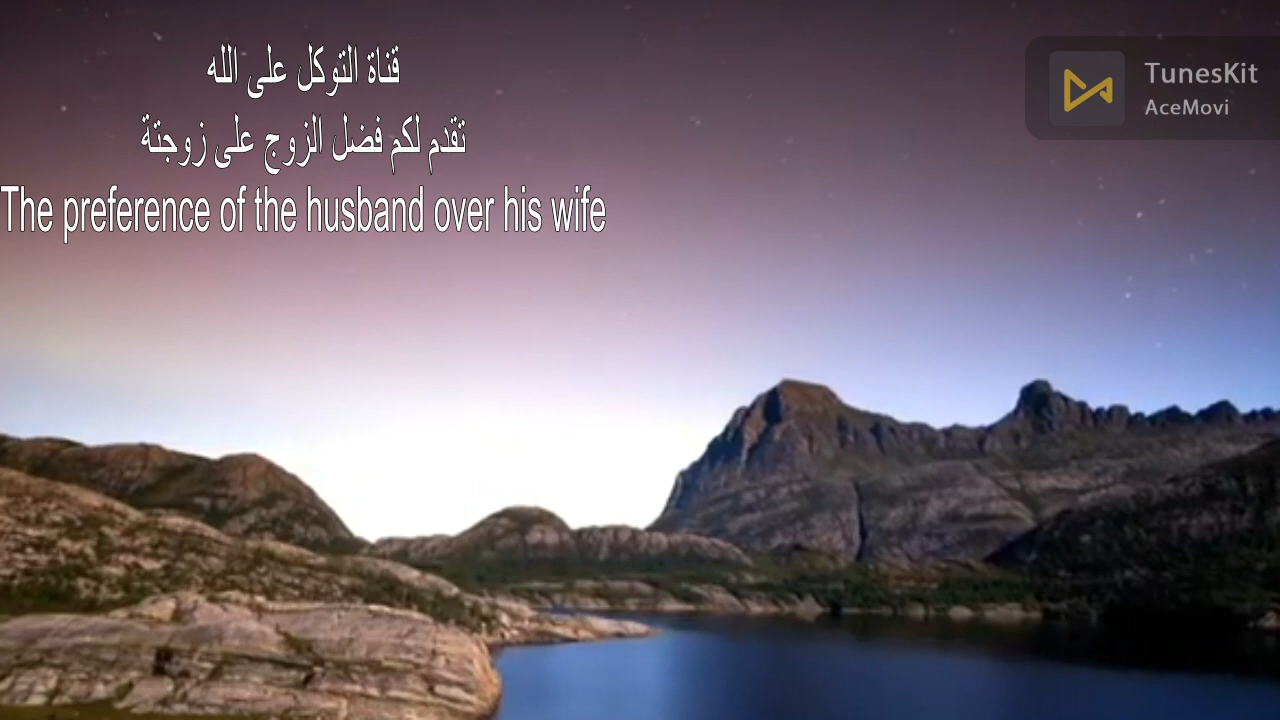 قناة التوكل على الله
تقدم لكم فضل الزوج على زوجتة
The preference of the husband over his wife
TunesKit
AceMovi